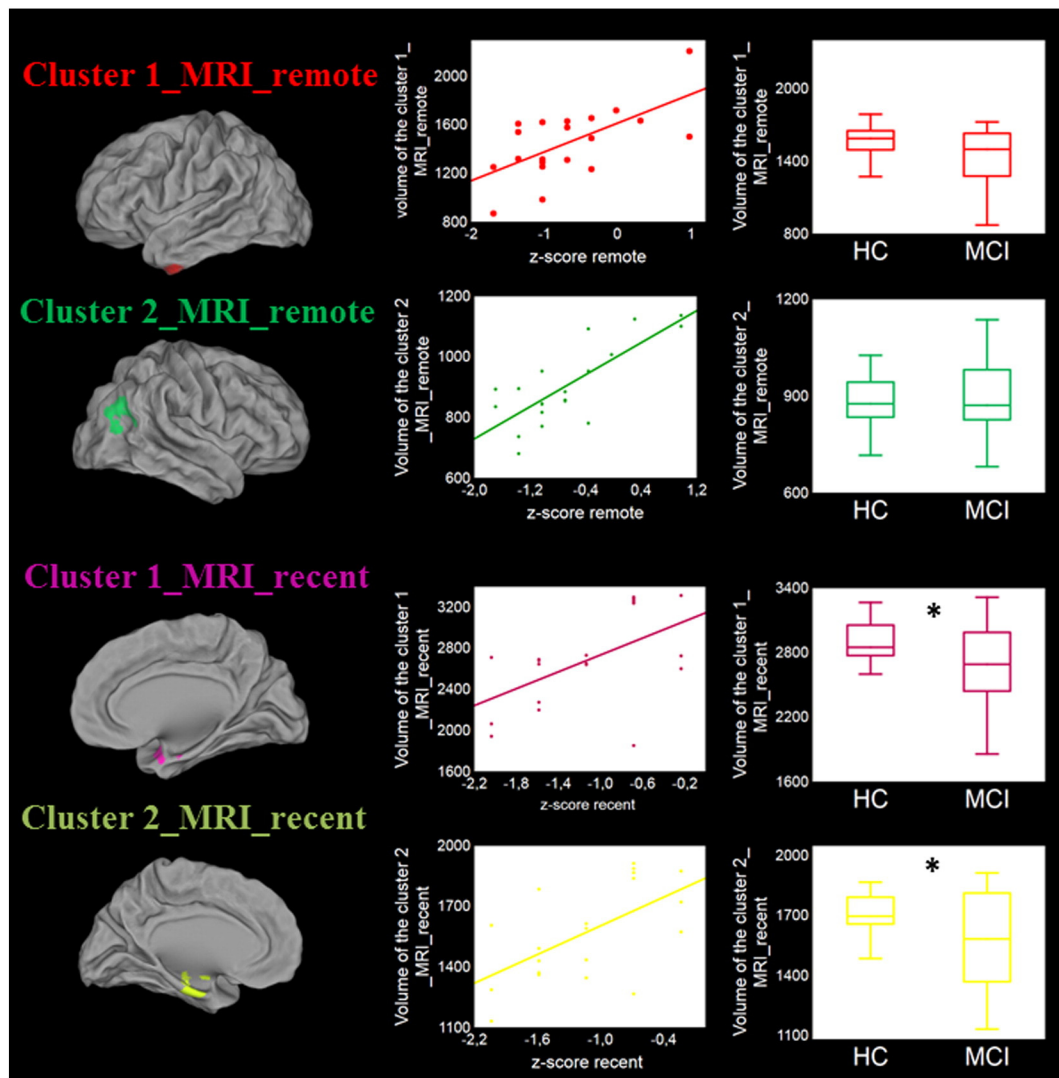 Cluster 1_MRI_remote
volume of the cluster 1_
MRI_remote
2000
1600
1200
800
-2
-1
0
1
z-score remote
Volume of the cluster 1_
MRI_remote
2000
1400
800
HC
MCI
Cluster 2_MRI_remote
Volume of the cluster 2
_MRI_remote
1200
1000
800
600
-2,0
-1,2
-0,4
0,4
1,2
z-score remote
Volume of the cluster 2_
MRI_remote
1200
900
600
HC
MCI
Cluster 1_MRI_recent
Volume of the cluster 1
_MRI_recent
3200
2800
2400
2000
1600
-2,2
-1,8
-1,4
-1,0
-0,6
-0,2
z-score recent
Volume of the cluster 1_
MRI_recent
3400
2800
2200
1600
*
HC
MCI
Cluster 2_MRI_recent
Volume of the cluster 2
_MRI_recent
2000
1700
1400
1100
-2,2
-1,6
-1,0
-0,4
z-score recent
Volume of the cluster 2_
MRI_recent
2000
1700
1400
1100
*
HC
MCI